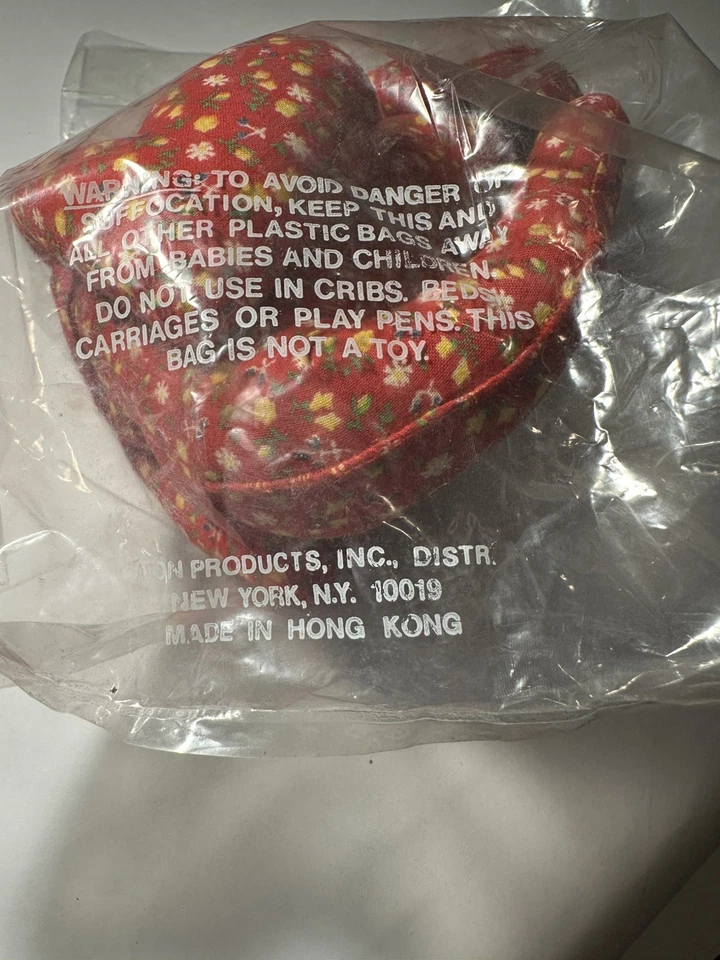 WARNING: TO AVOID DANGER OF
SUFFOCATION, KEEP THIS AND
ALL OTHER PLASTIC BAGS AWAY
FROM BABIES AND CHILDREN.
DO NOT USE IN CRIBS. BEDS,
CARRIAGES OR PLAY PENS. THIS
BAG IS NOT A TOY.
PRODUCTS, INC., DISTR.
NEW YORK, N.Y. 10019
MADE IN HONG KONG